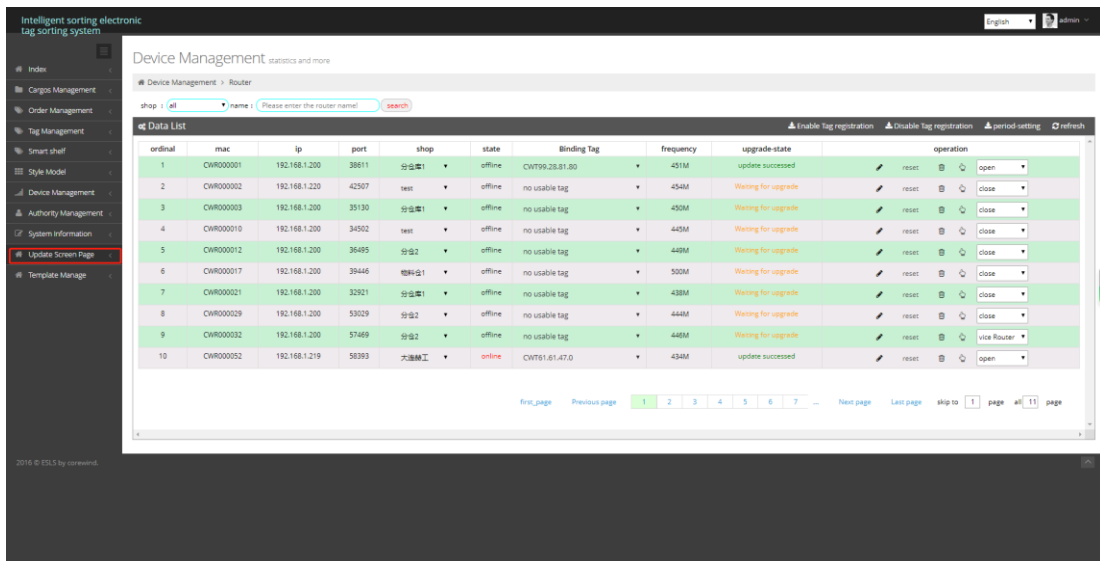 Intelligent sorting electronic
tag sorting system
English
admin
Index
Cargos Management
Order Management
Tag Management
Smart shelf
Style Model
Device Management
Authority Management
System Information
Update Screen Page
Template Manage
2016 © ESLS by corewind.
Device Management statistics and more
Device Management > Router
shop : all name : Please enter the router name! search
Data List Enable Tag registration Disable Tag registration period-setting refresh
ordinal mac ip port shop state Binding Tag frequency upgrade-state operation
1 CWR000001 192.168.1.200 38611 分仓库1 offline CWT99.28.81.80 451M update successed reset open
2 CWR000002 192.168.1.220 42507 test offline no usable tag 454M Waiting for upgrade reset close
3 CWR000003 192.168.1.200 35130 分仓库1 offline no usable tag 450M Waiting for upgrade reset close
4 CWR000010 192.168.1.200 34502 test offline no usable tag 445M Waiting for upgrade reset close
5 CWR000012 192.168.1.200 36495 分仓2 offline no usable tag 449M Waiting for upgrade reset close
6 CWR000017 192.168.1.200 39446 物料仓1 offline no usable tag 500M Waiting for upgrade reset close
7 CWR000021 192.168.1.200 32921 分仓库1 offline no usable tag 438M Waiting for upgrade reset close
8 CWR000029 192.168.1.200 53029 分仓2 offline no usable tag 444M Waiting for upgrade reset close
9 CWR000032 192.168.1.200 57469 分仓2 offline no usable tag 446M Waiting for upgrade reset vice Router
10 CWR000052 192.168.1.219 58393 大连赫工 online CWT61.61.47.0 434M update successed reset open
first_page Previous page 1 2 3 4 5 6 7 ... Next page Last page skip to 1 page all 11 page